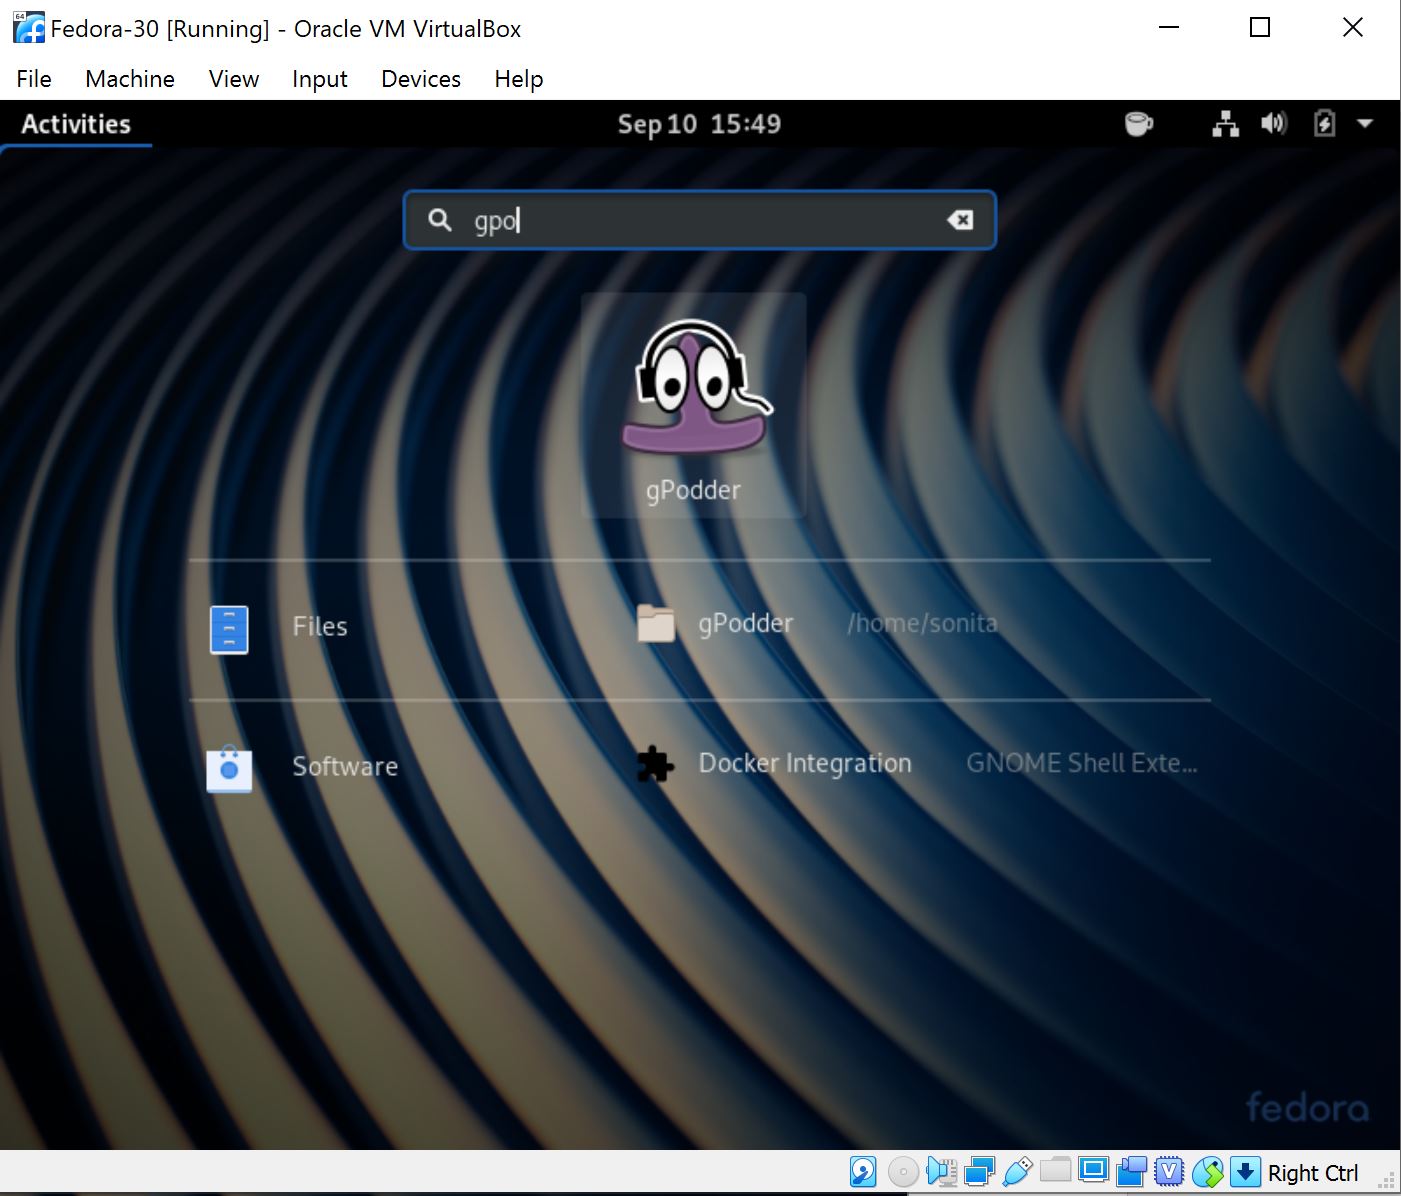 Fedora-30 [Running] - Oracle VM VirtualBox
File Machine View Input Devices Help
Activities Sep 10 15:49
gpo
gPodder
Files gPodder /home/sonita
Software Docker Integration GNOME Shell Exte...
fedora
Right Ctrl